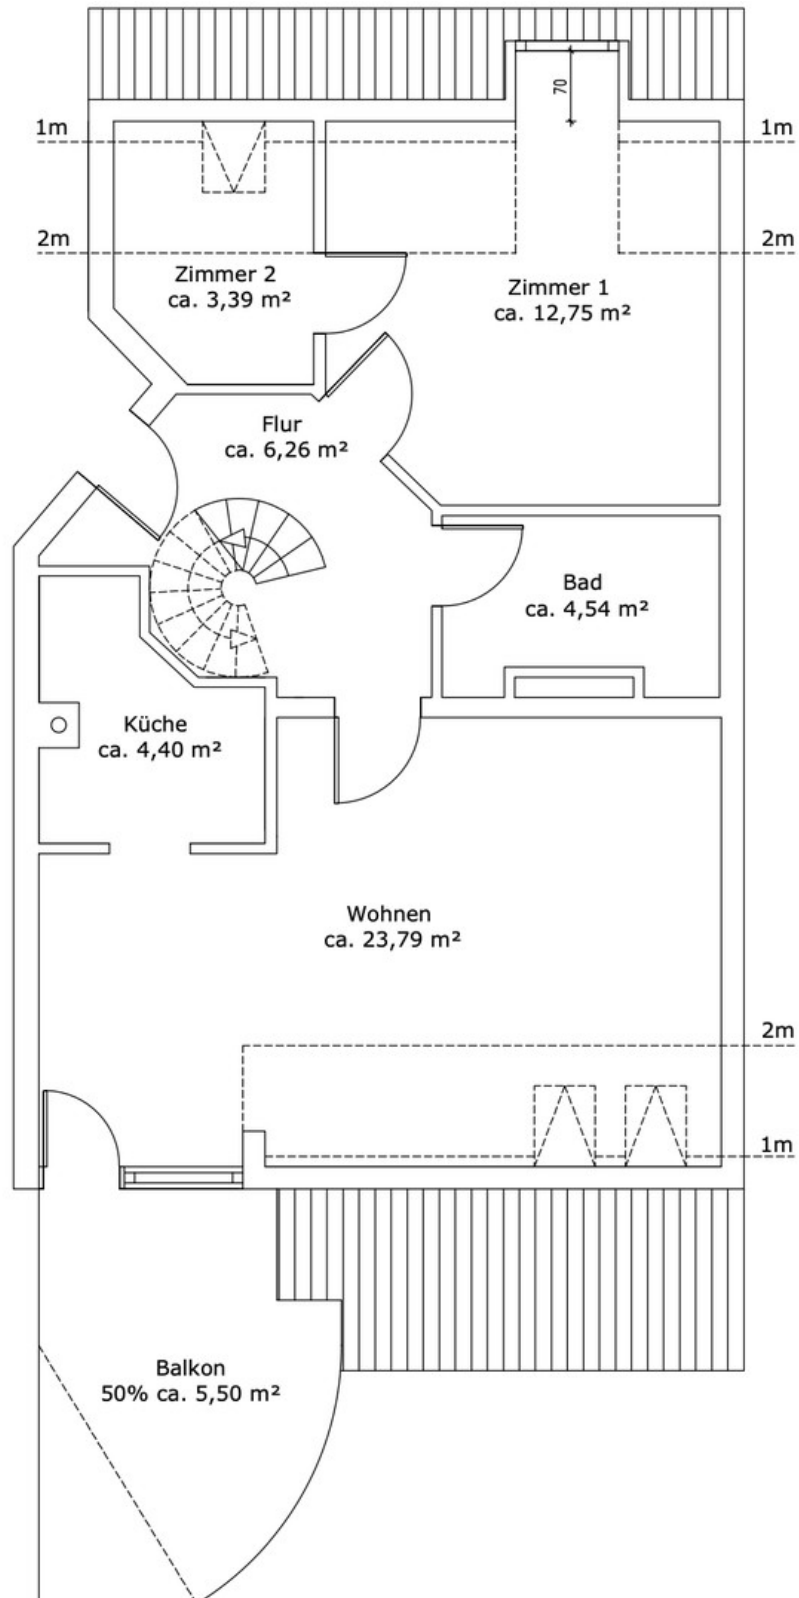 70
1m
1m
2m
2m
Zimmer 2
ca. 3,39 m²
Zimmer 1
ca. 12,75 m²
Flur
ca. 6,26 m²
Bad
ca. 4,54 m²
Küche
ca. 4,40 m²
Wohnen
ca. 23,79 m²
2m
1m
Balkon
50% ca. 5,50 m²